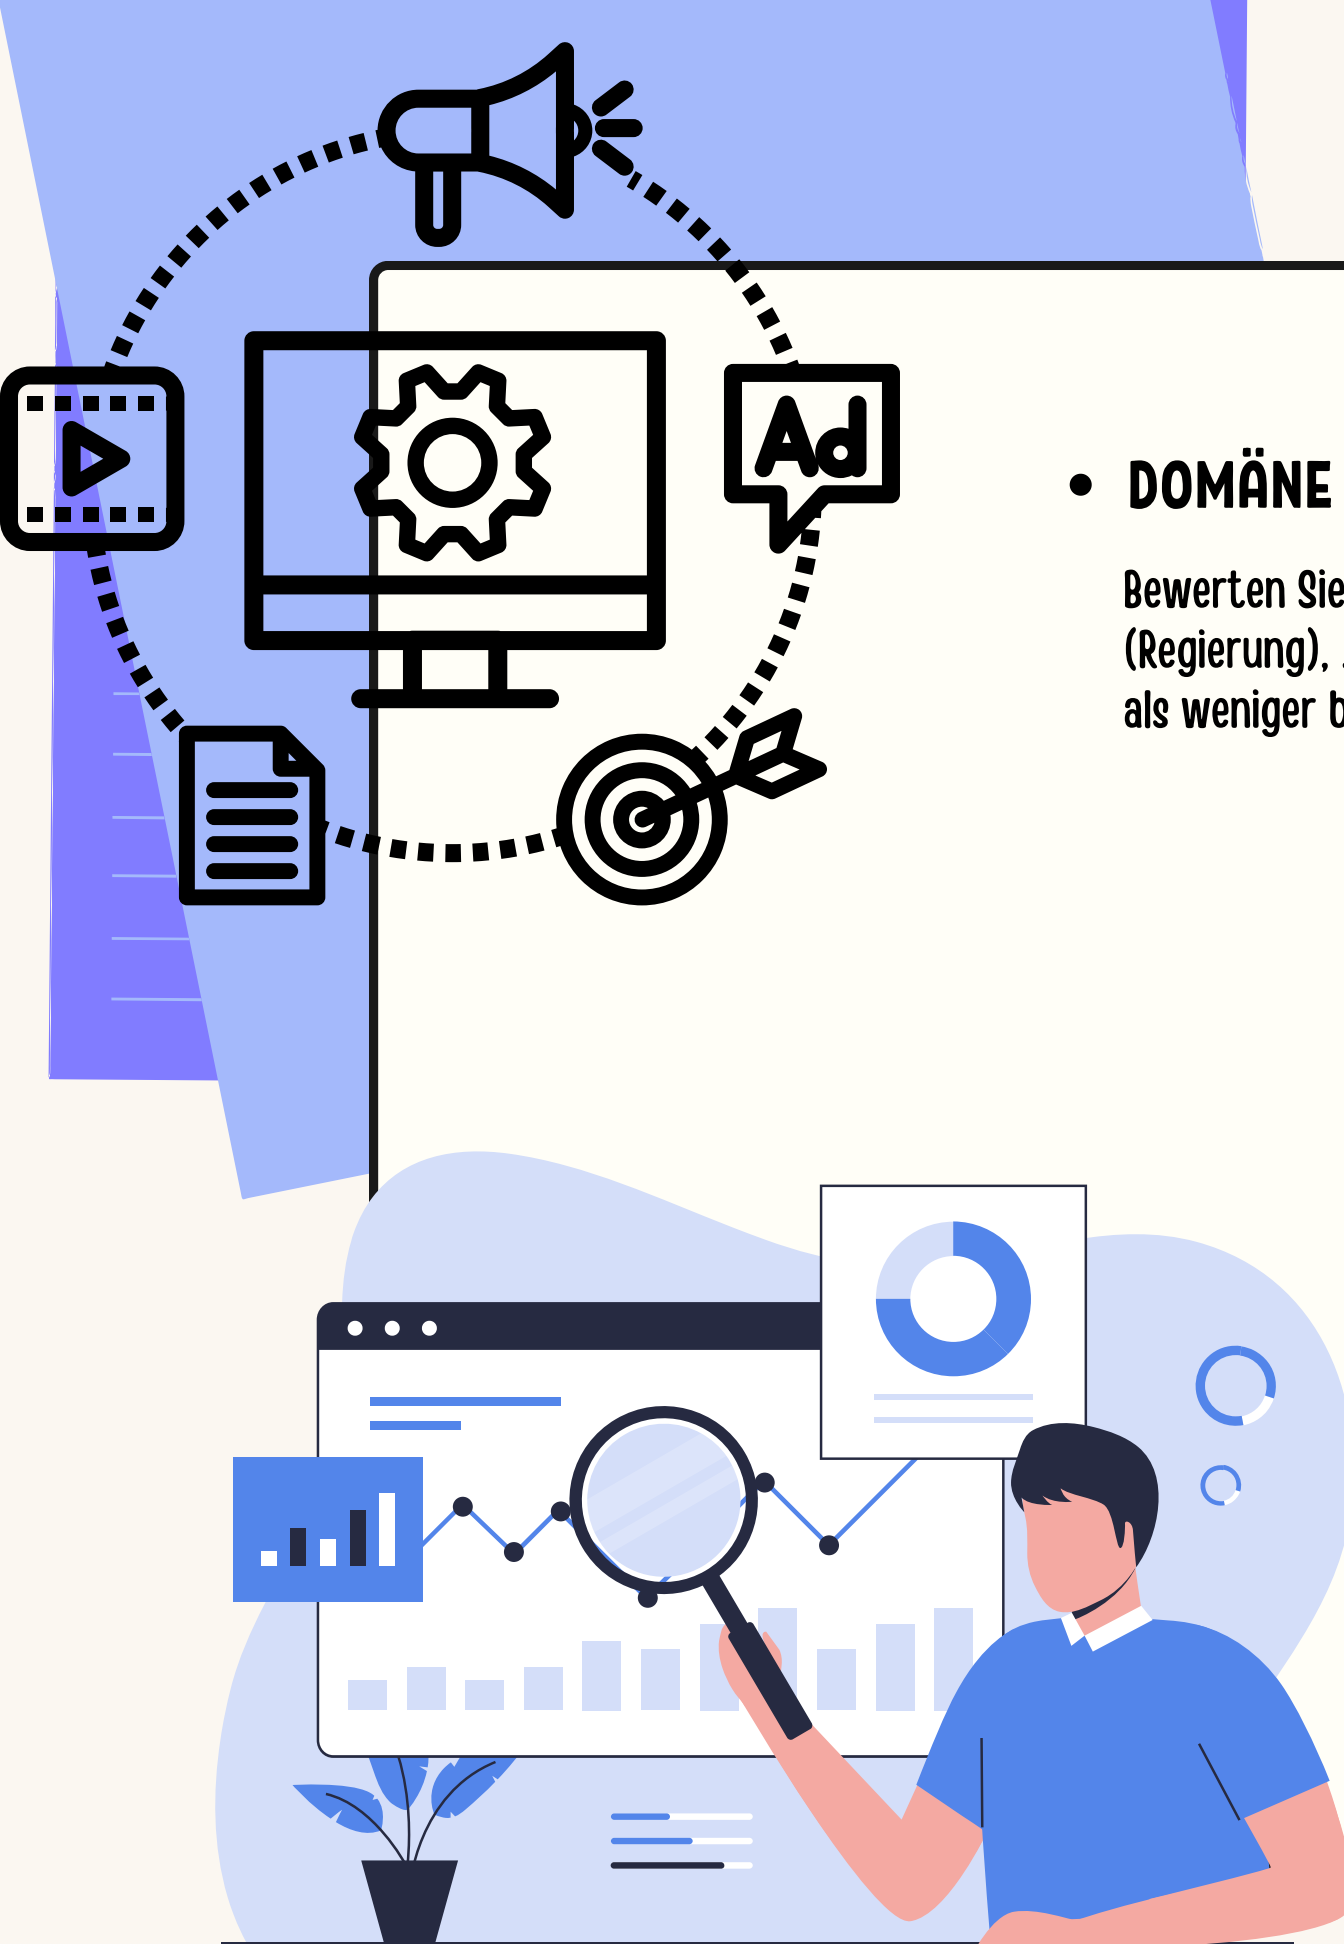 Ad
• DOMÄNE
Bewerten Sie
(Regierung),
als weniger